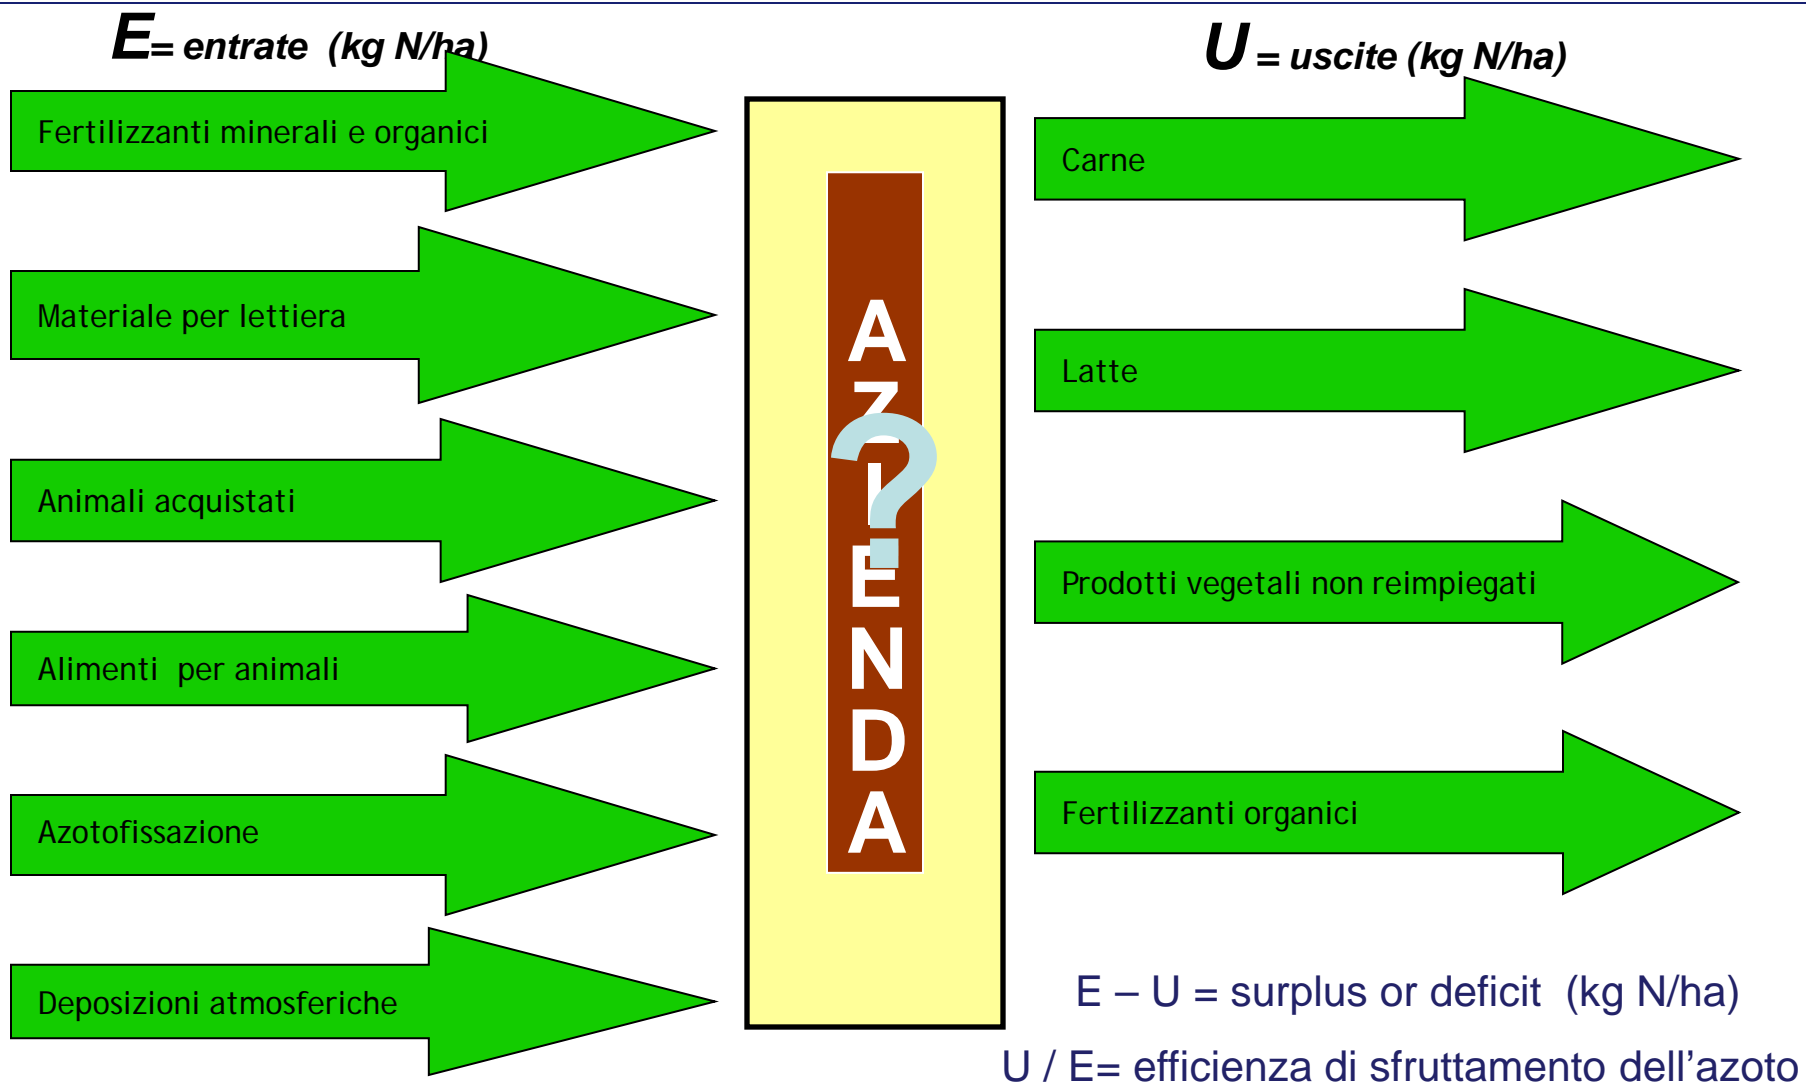 E= entrate (kg N/ha)
Fertilizzanti minerali e organici
Materiale per lettiera
Animali acquistati
Alimenti per animali
Azotofissazione
Deposizioni atmosferiche
A
Z
I
E
N
D
A
?
U = uscite (kg N/ha)
Carne
Latte
Prodotti vegetali non reimpiegati
Fertilizzanti organici
E – U = surplus or deficit (kg N/ha)
U / E= efficienza di sfruttamento dell’azoto